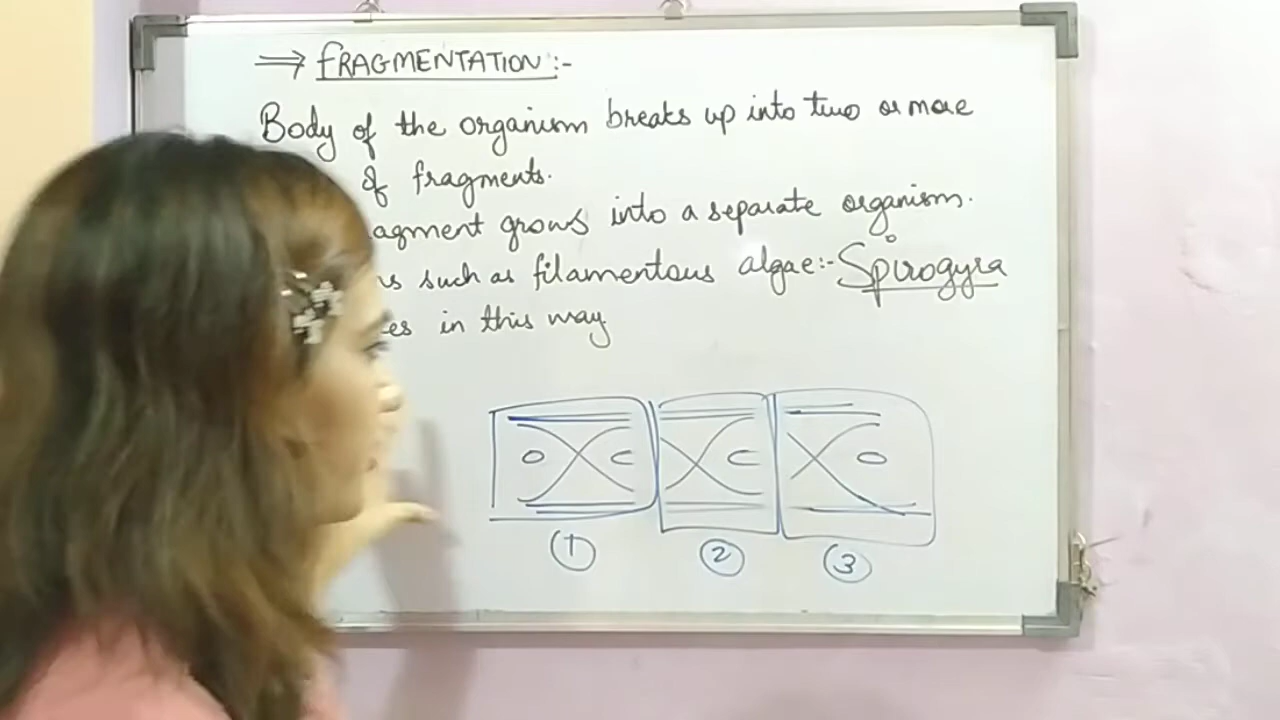 ⇒ FRAGMENTATION :-
Body of the organism breaks up into two or more
of fragments.
agment grows into a separate organism.
such as filamentous algae:- Spirogyra
in this way
1 2 3